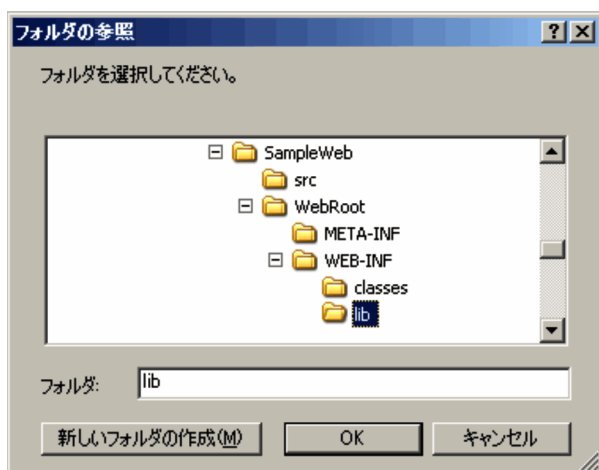 フォルダの参照
フォルダを選択してください。
SampleWeb
src
WebRoot
META-INF
WEB-INF
classes
lib
フォルダ: lib
新しいフォルダの作成(M) OK キャンセル